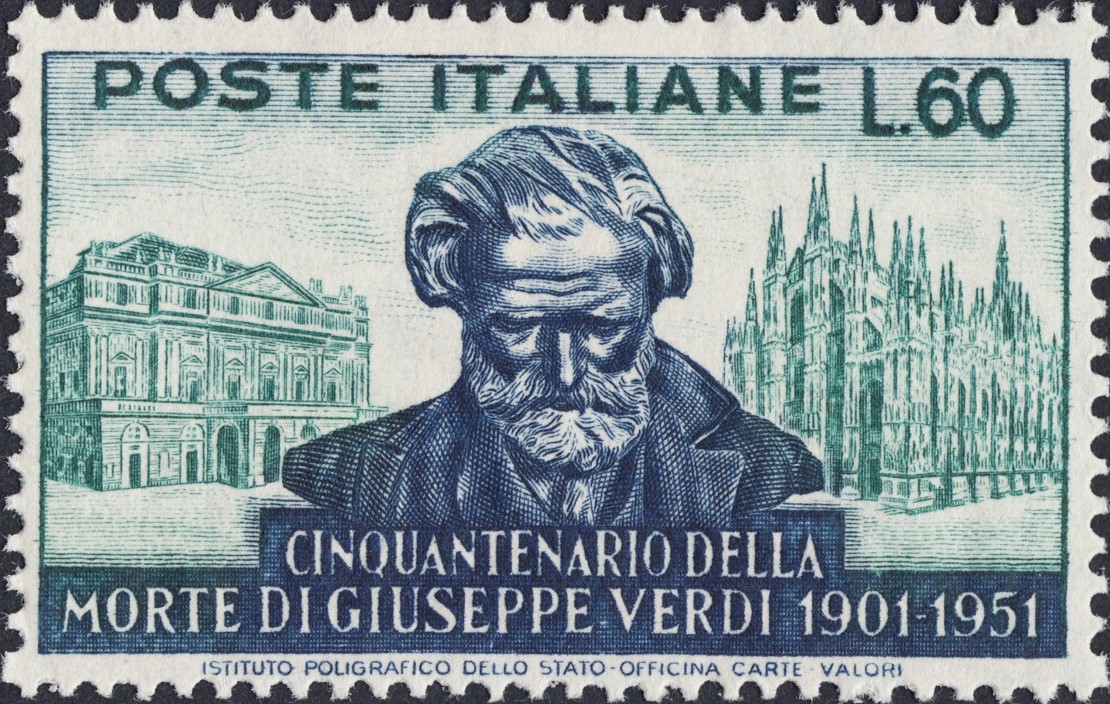 POSTE ITALIANE L.60
CINQUANTENARIO DELLA
MORTE DI GIUSEPPE VERDI 1901-1951
ISTITUTO POLIGRAFICO DELLO STATO-OFFICINA CARTE-VALORI